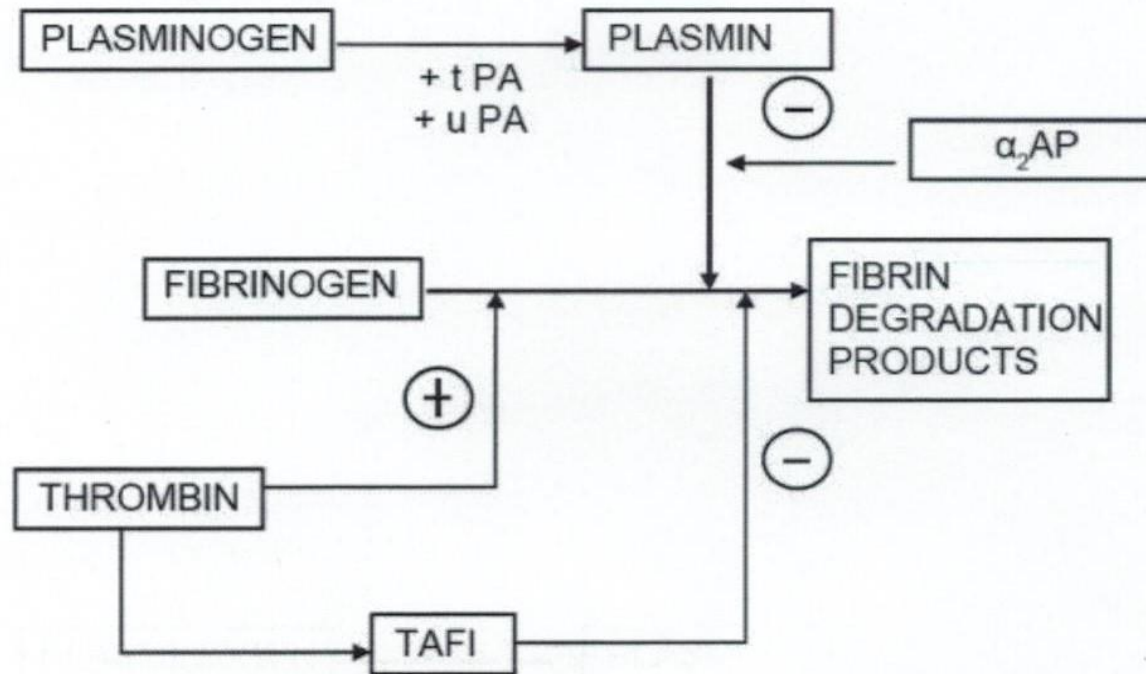 PLASMINOGEN
PLASMIN
+ t PA
+ u PA
−
α₂AP
FIBRINOGEN
FIBRIN
DEGRADATION
PRODUCTS
+
−
THROMBIN
TAFI